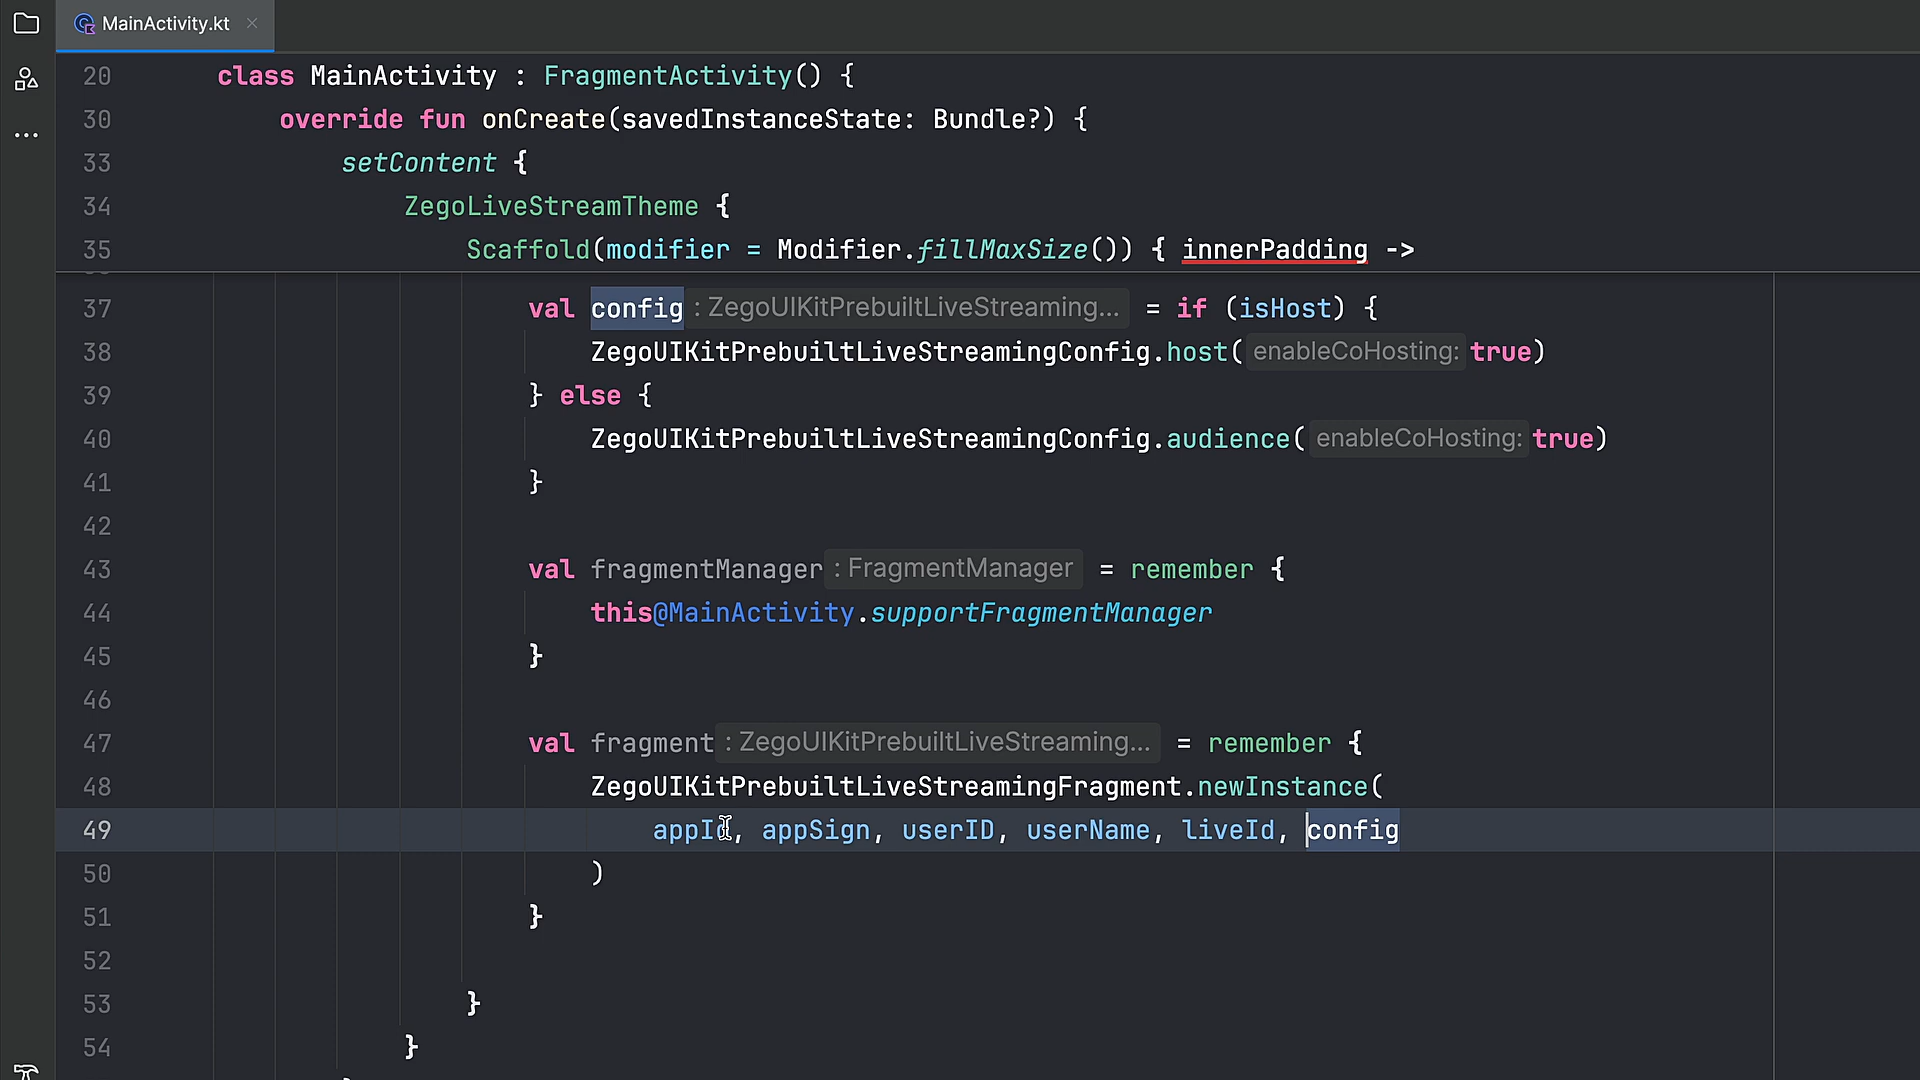 MainActivity.kt
20 class MainActivity : FragmentActivity() {
30 override fun onCreate(savedInstanceState: Bundle?) {
33 setContent {
34 ZegoLiveStreamTheme {
35 Scaffold(modifier = Modifier.fillMaxSize()) { innerPadding ->
37 val config : ZegoUIKitPrebuiltLiveStreaming... = if (isHost) {
38 ZegoUIKitPrebuiltLiveStreamingConfig.host( enableCoHosting: true)
39 } else {
40 ZegoUIKitPrebuiltLiveStreamingConfig.audience( enableCoHosting: true)
41 }
42
43 val fragmentManager : FragmentManager = remember {
44 this@MainActivity.supportFragmentManager
45 }
46
47 val fragment : ZegoUIKitPrebuiltLiveStreaming... = remember {
48 ZegoUIKitPrebuiltLiveStreamingFragment.newInstance(
49 appId, appSign, userID, userName, liveId, config
50 )
51 }
52
53 }
54 }